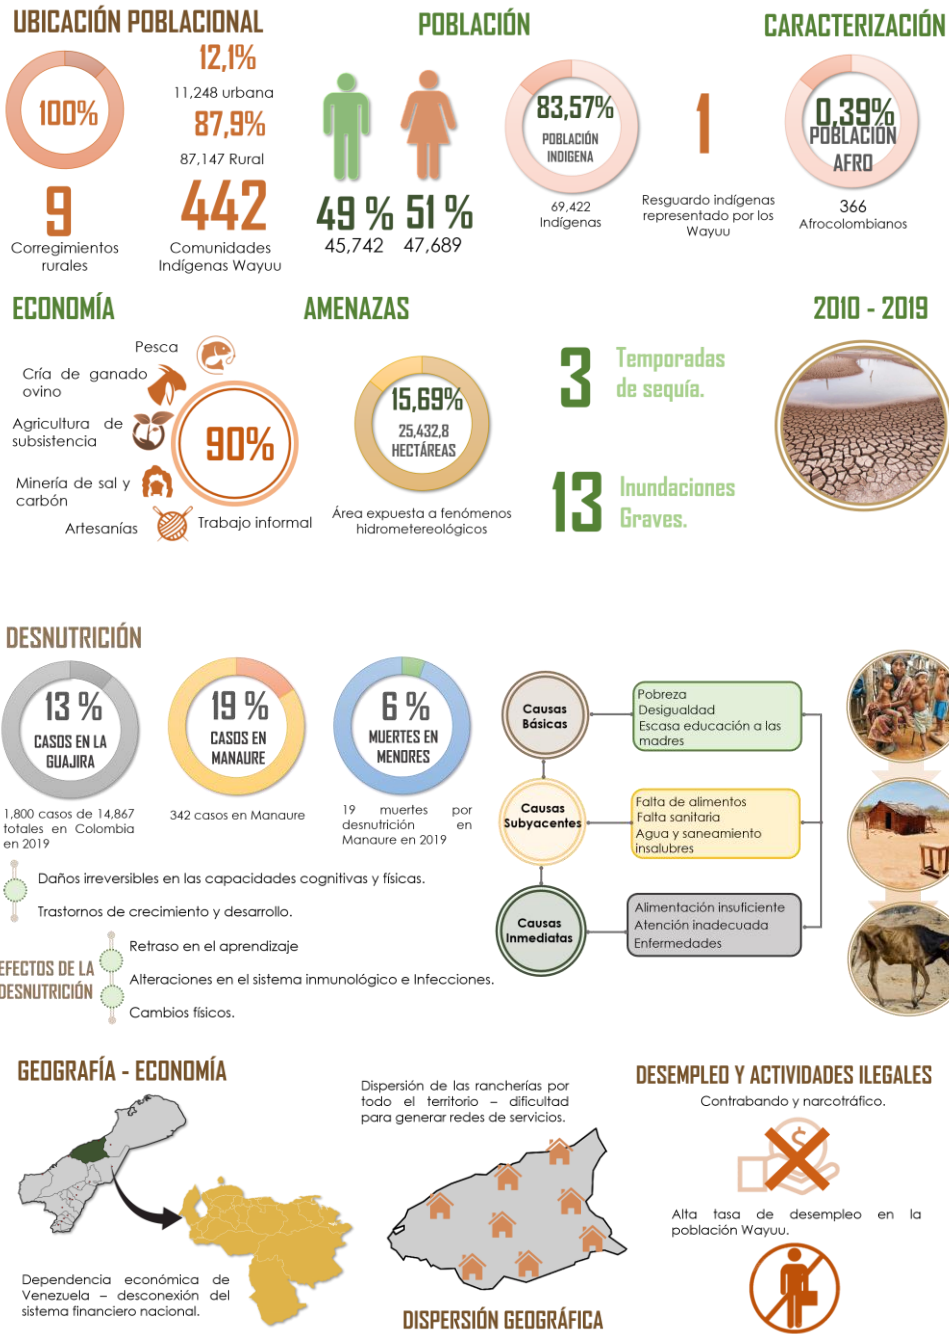 UBICACIÓN POBLACIONAL
100%
9
Corregimientos
rurales
12,1%
11,248 urbana
87,9%
87,147 Rural
442
Comunidades
Indígenas Wayuu
POBLACIÓN
49 % 51 %
45,742 47,689
83,57%
POBLACIÓN
INDIGENA
69,422
Indígenas
1
Resguardo indígenas
representado por los
Wayuu
CARACTERIZACIÓN
0,39%
POBLACIÓN
AFRO
366
Afrocolombianos
ECONOMÍA
Pesca
Cría de ganado
ovino
Agricultura de
subsistencia
Minería de sal y
carbón
Artesanías
90%
Trabajo informal
AMENAZAS
15,69%
25,432,8
HECTÁREAS
Área expuesta a fenómenos
hidrometereológicos
3
Temporadas
de sequía.
13
Inundaciones
Graves.
2010 - 2019
DESNUTRICIÓN
13 %
CASOS EN LA
GUAJIRA
1,800 casos de 14,867
totales en Colombia
en 2019
19 %
CASOS EN
MANAURE
342 casos en Manaure
6 %
MUERTES EN
MENORES
19 muertes por
desnutrición en
Manaure en 2019
Causas
Básicas
Pobreza
Desigualdad
Escasa educación a las
madres
Causas
Subyacentes
Falta de alimentos
Falta sanitaria
Agua y saneamiento
insalubres
Causas
Inmediatas
Alimentación insuficiente
Atención inadecuada
Enfermedades
Daños irreversibles en las capacidades cognitivas y físicas.
Trastornos de crecimiento y desarrollo.
EFECTOS DE LA
DESNUTRICIÓN
Retraso en el aprendizaje
Alteraciones en el sistema inmunológico e Infecciones.
Cambios físicos.
GEOGRAFÍA - ECONOMÍA
Dependencia económica de
Venezuela – desconexión del
sistema financiero nacional.
Dispersión de las rancherías por
todo el territorio – dificultad
para generar redes de servicios.
DISPERSIÓN GEOGRÁFICA
DESEMPLEO Y ACTIVIDADES ILEGALES
Contrabando y narcotráfico.
$
Alta tasa de desempleo en la
población Wayuu.